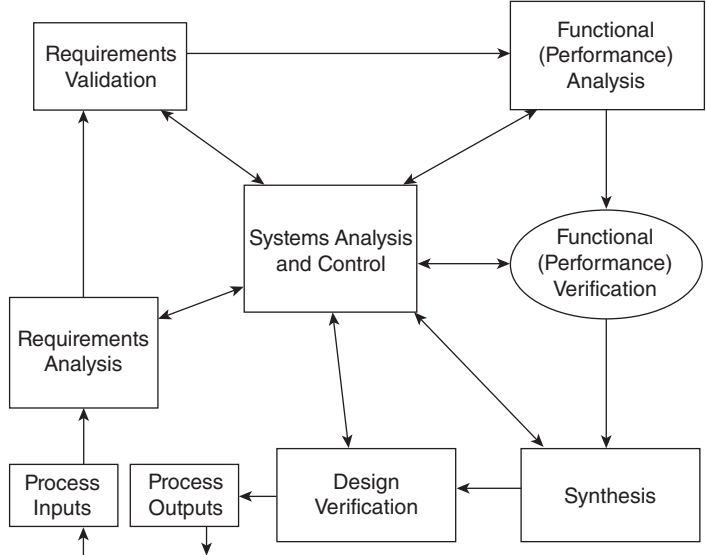 Requirements
Validation
Functional
(Performance)
Analysis
Systems Analysis
and Control
Functional
(Performance)
Verification
Requirements
Analysis
Process
Inputs
Process
Outputs
Design
Verification
Synthesis